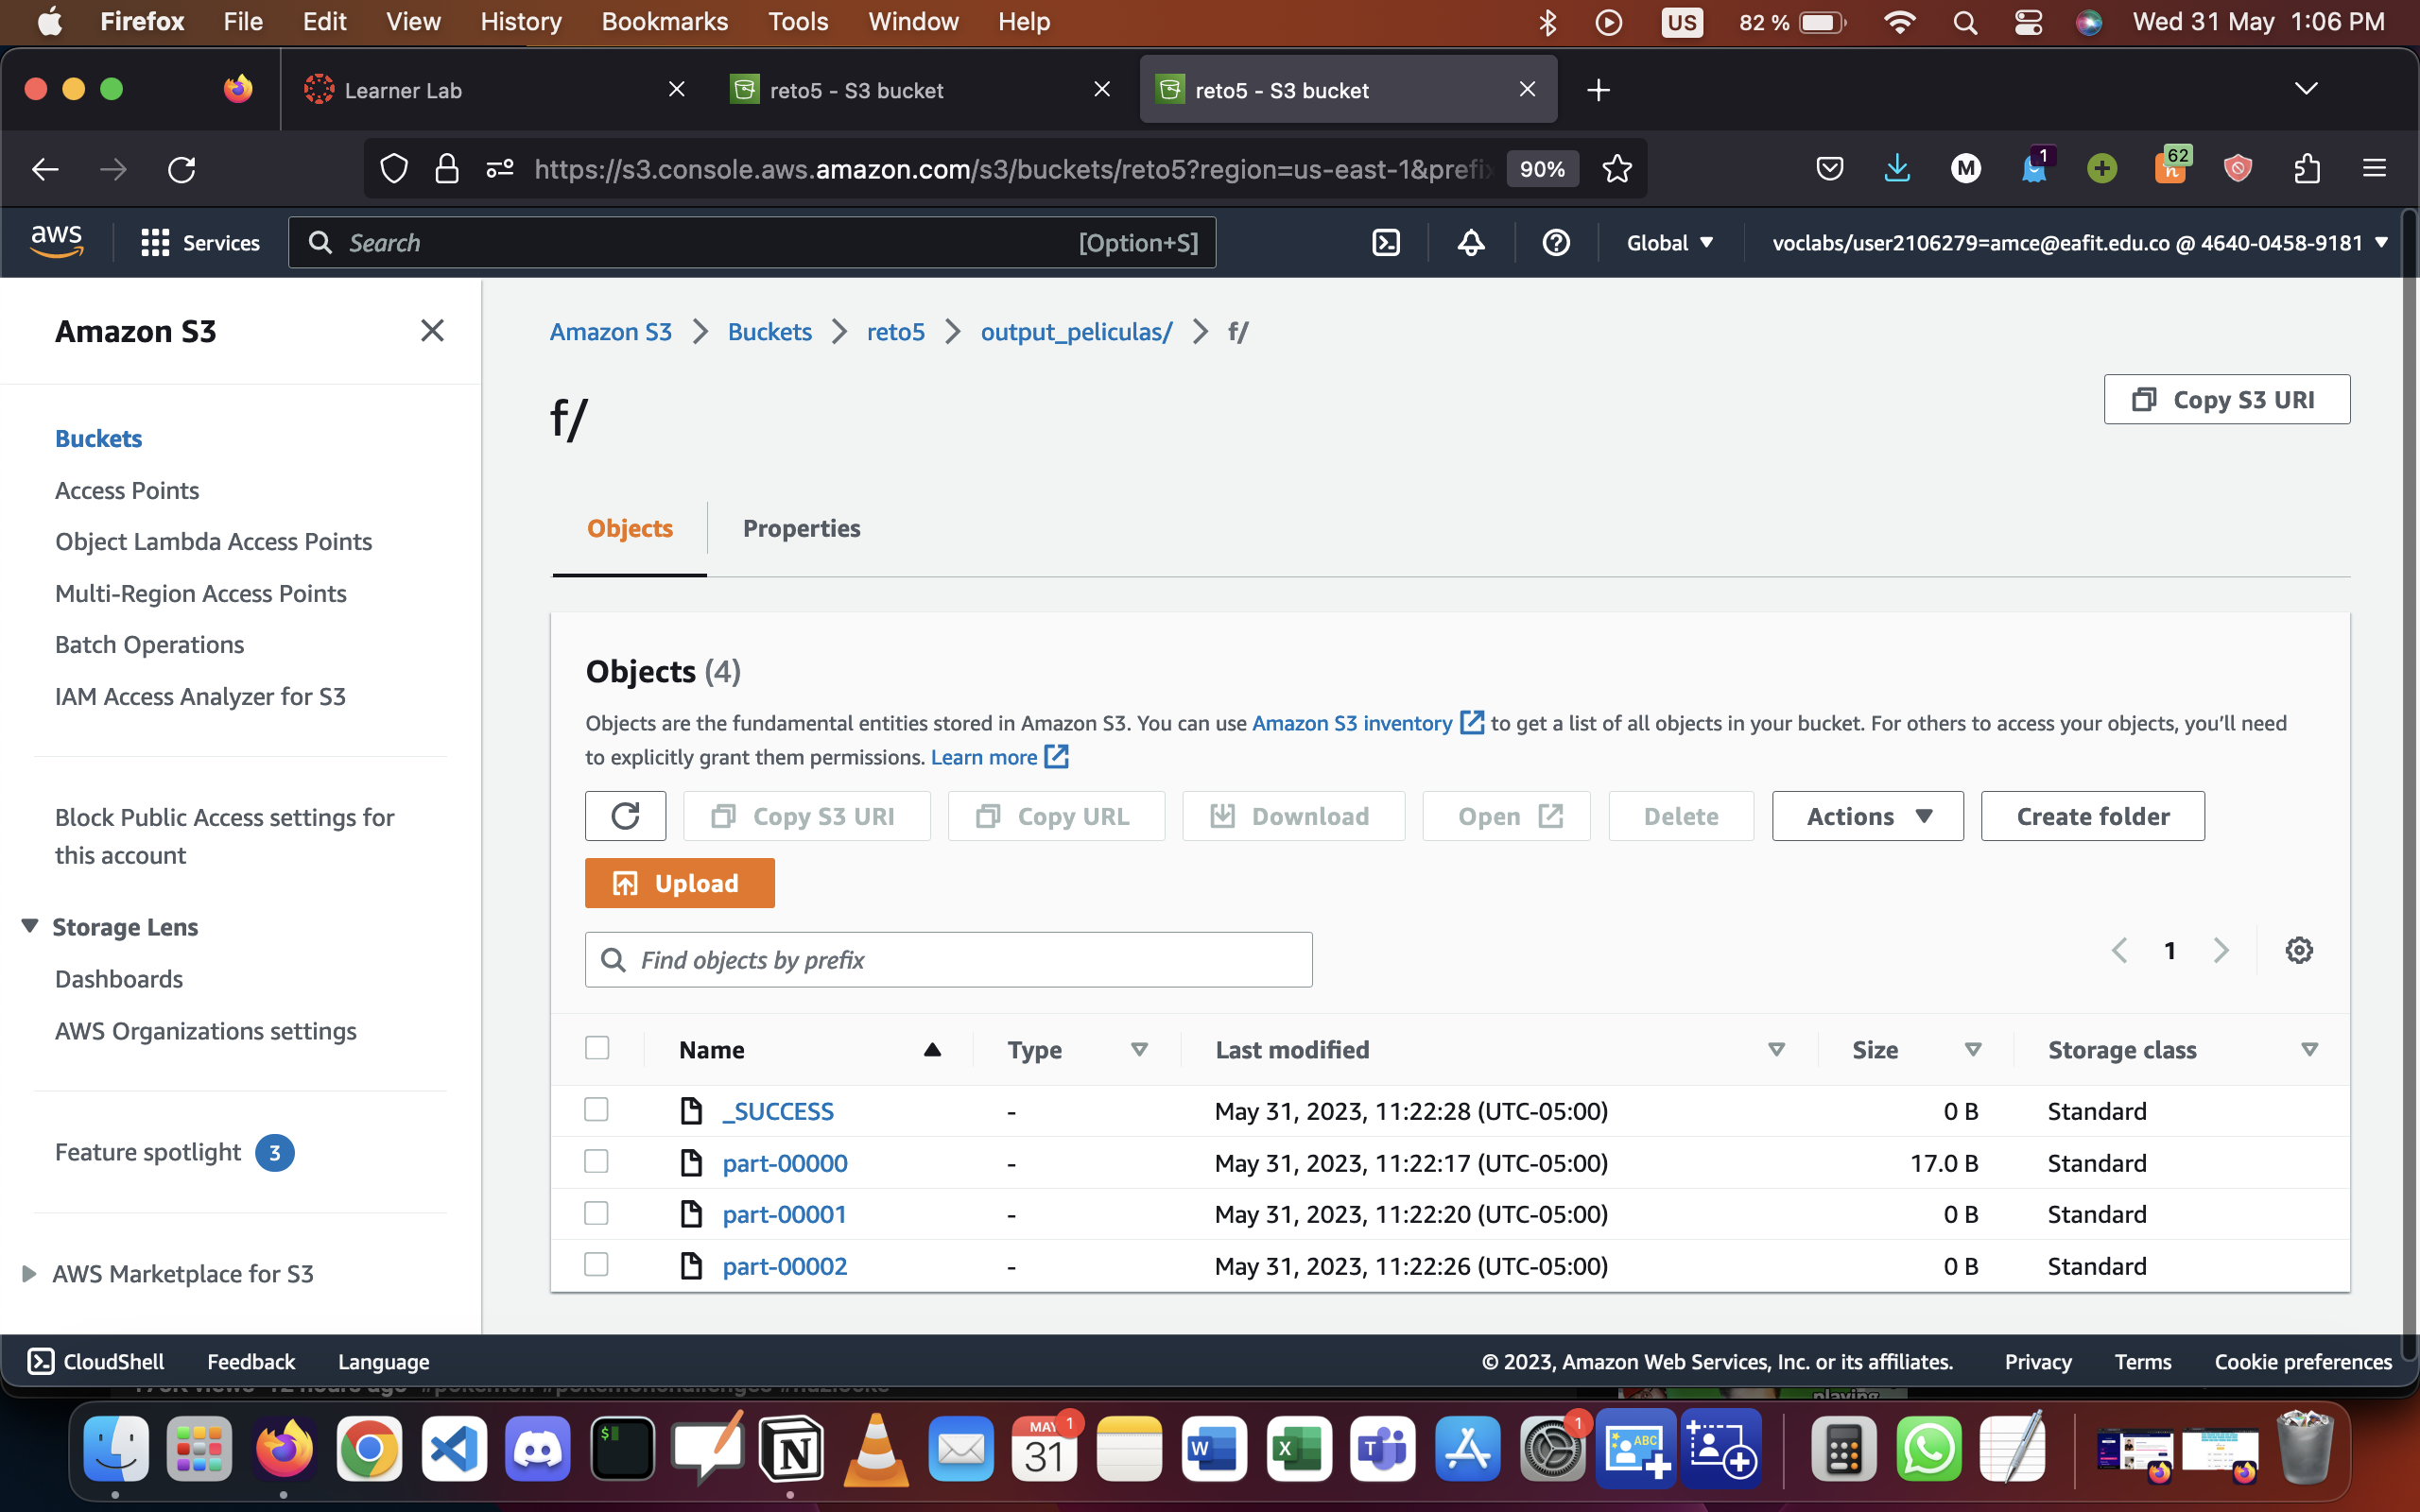 Firefox File Edit View History Bookmarks Tools Window Help US 82 % Wed 31 May 1:06 PM
Learner Lab reto5 - S3 bucket reto5 - S3 bucket
https://s3.console.aws.amazon.com/s3/buckets/reto5?region=us-east-1&prefix 90% M 1 62 n
aws Services Search [Option+S] Global voclabs/user2106279=amce@eafit.edu.co @ 4640-0458-9181
Amazon S3
Buckets
Access Points
Object Lambda Access Points
Multi-Region Access Points
Batch Operations
IAM Access Analyzer for S3
Block Public Access settings for
this account
Storage Lens
Dashboards
AWS Organizations settings
Feature spotlight 3
AWS Marketplace for S3
Amazon S3 Buckets reto5 output_peliculas/ f/
f/
Copy S3 URI
Objects Properties
Objects (4)
Objects are the fundamental entities stored in Amazon S3. You can use Amazon S3 inventory to get a list of all objects in your bucket. For others to access your objects, you’ll need
to explicitly grant them permissions. Learn more
Copy S3 URI Copy URL Download Open Delete Actions Create folder
Upload
Find objects by prefix 1
Name Type Last modified Size Storage class
_SUCCESS - May 31, 2023, 11:22:28 (UTC-05:00) 0 B Standard
part-00000 - May 31, 2023, 11:22:17 (UTC-05:00) 17.0 B Standard
part-00001 - May 31, 2023, 11:22:20 (UTC-05:00) 0 B Standard
part-00002 - May 31, 2023, 11:22:26 (UTC-05:00) 0 B Standard
CloudShell Feedback Language © 2023, Amazon Web Services, Inc. or its affiliates. Privacy Terms Cookie preferences
playing
$ N MAY 31 1 W X T 1 ABC